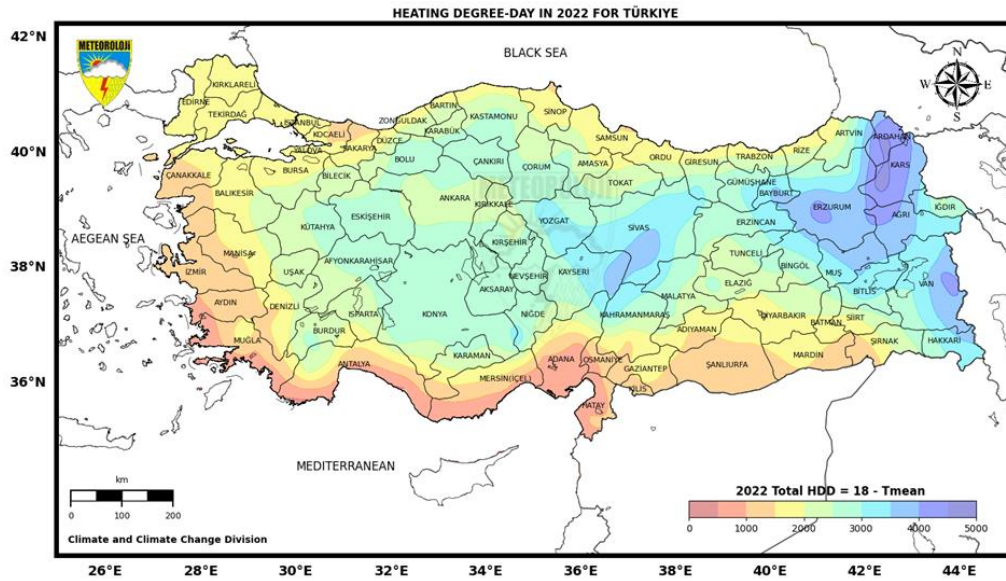 HEATING DEGREE-DAY IN 2022 FOR TÜRKIYE
42°N
40°N
38°N
36°N
METEOROLOJİ
BLACK SEA
N
W
E
S
KIRKLARELİ
EDİRNE
TEKİRDAĞ
İSTANBUL
KOCAELİ
YALOVA
SAKARYA
DÜZCE
ZONGULDAK
BARTIN
KARABÜK
KASTAMONU
SİNOP
SAMSUN
ORDU
GİRESUN
TRABZON
RİZE
ARTVİN
ARDAHAN
KARS
ÇANAKKALE
BALIKESİR
BURSA
BİLECİK
BOLU
ÇANKIRI
ÇORUM
AMASYA
TOKAT
GÜMÜŞHANE
BAYBURT
ERZURUM
AĞRI
IĞDIR
ANKARA
KIRIKKALE
ESKİŞEHİR
KÜTAHYA
YOZGAT
SİVAS
ERZİNCAN
METEOROLOJİ
AEGEAN SEA
MANİSA
İZMİR
UŞAK
AFYONKARAHİSAR
KIRŞEHİR
NEVŞEHİR
KAYSERİ
AKSARAY
TUNCELİ
BİNGÖL
MUŞ
BİTLİS
VAN
ELAZIĞ
MALATYA
AYDIN
DENİZLİ
ISPARTA
BURDUR
KONYA
NİĞDE
KAHRAMANMARAŞ
ADIYAMAN
DİYARBAKIR
BATMAN
SİİRT
ŞIRNAK
HAKKARİ
MARDİN
MUĞLA
ANTALYA
KARAMAN
MERSİN(İÇEL)
ADANA
OSMANİYE
GAZİANTEP
KİLİS
ŞANLIURFA
HATAY
MEDITERRANEAN
km
0 100 200
Climate and Climate Change Division
2022 Total HDD = 18 - Tmean
0 1000 2000 3000 4000 5000
26°E 28°E 30°E 32°E 34°E 36°E 38°E 40°E 42°E 44°E